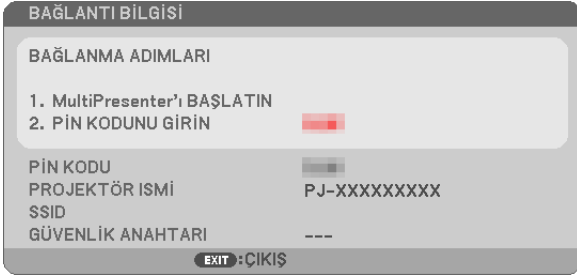 BAĞLANTI BİLGİSİ
BAĞLANMA ADIMLARI
1. MultiPresenter'ı BAŞLATIN
2. PİN KODUNU GİRİN
PİN KODU
PROJEKTÖR ISMİ PJ-XXXXXXXXX
SSID
GÜVENLİK ANAHTARI ---
EXIT :ÇIKIŞ